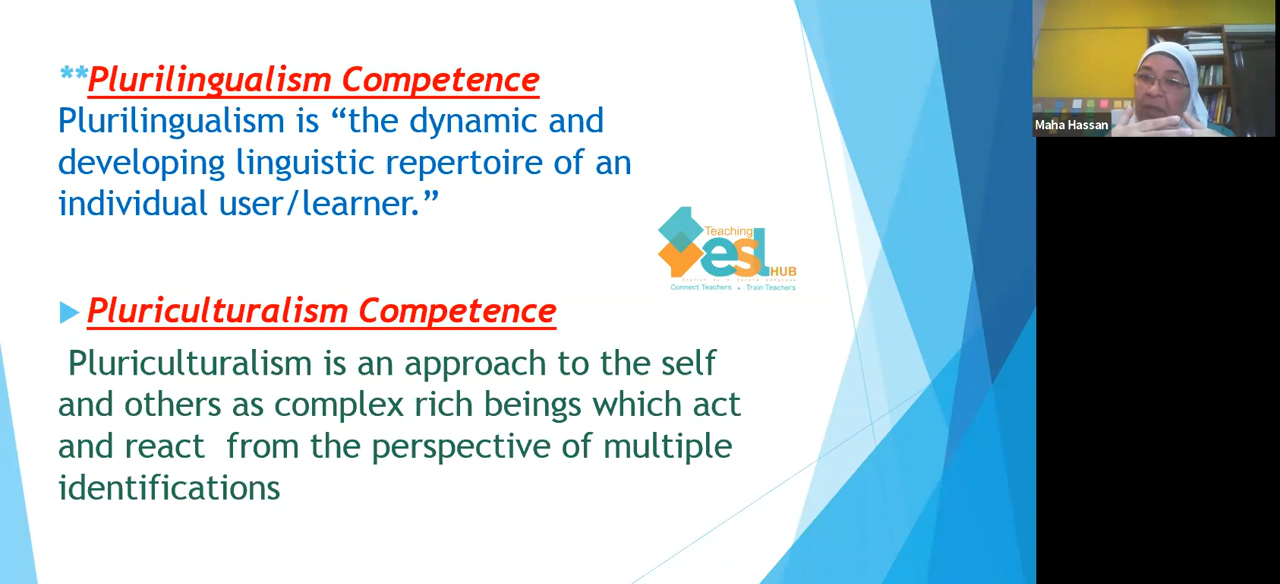 **Plurilingualism Competence
Plurilingualism is “the dynamic and
developing linguistic repertoire of an
individual user/learner.”
Teaching
esl
HUB
Connect Teachers . Train Teachers
Pluriculturalism Competence
Pluriculturalism is an approach to the self
and others as complex rich beings which act
and react from the perspective of multiple
identifications
Maha Hassan